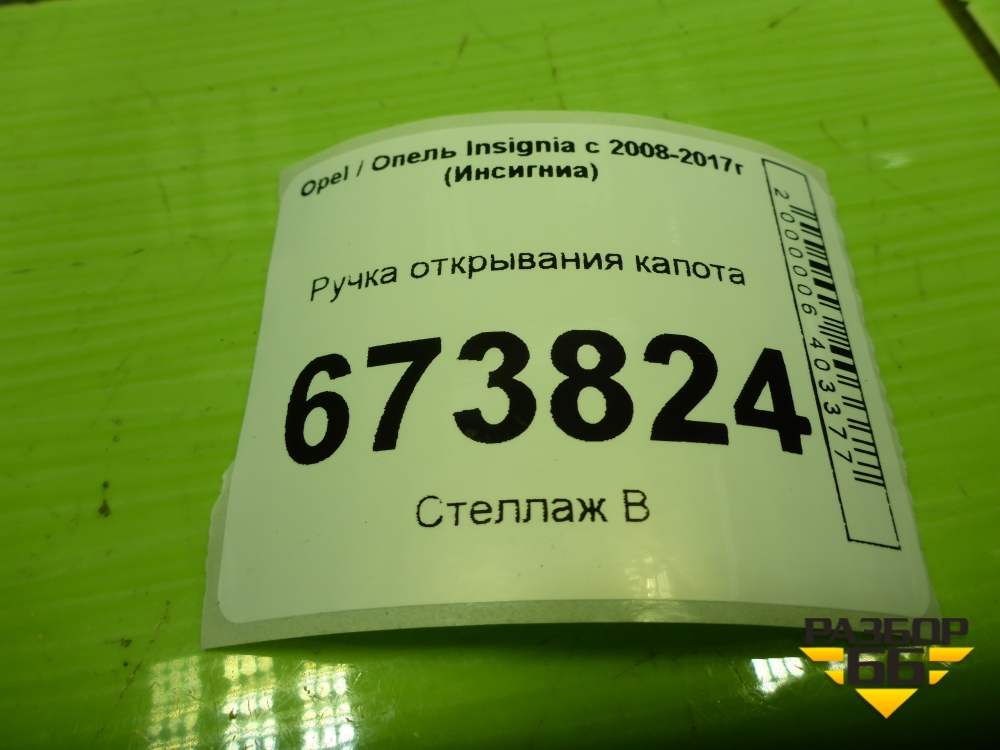 Opel / Опель Insignia с 2008-2017г
(Инсигниа)
Ручка открывания капота
673824
Стеллаж В
2000006403377
РАЗБОР
66